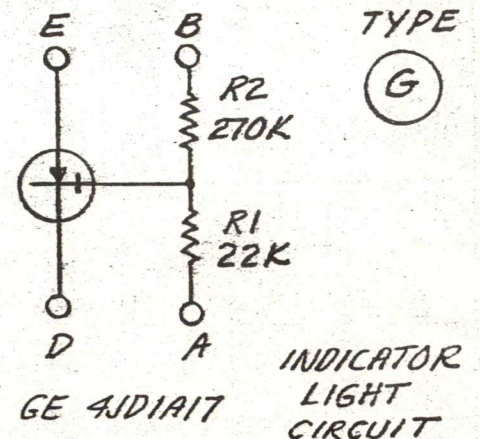 E B TYPE
G
R2
270K
R1
22K
D A
INDICATOR
LIGHT
CIRCUIT
GE 4JD1A17